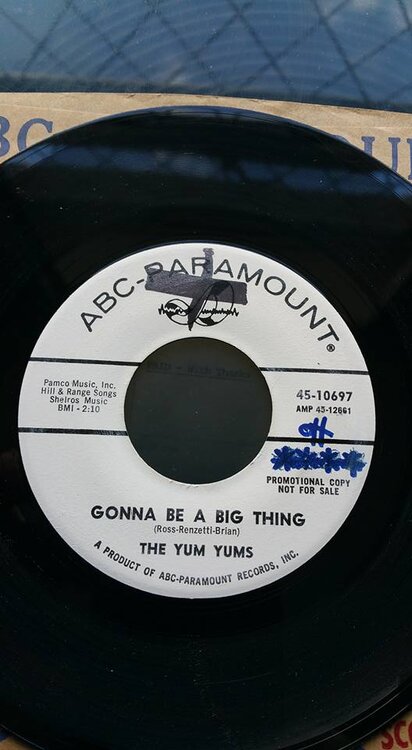 ABC-PARAMOUNT®
Pamco Music, Inc.
Hill & Range Songs
Shelros Music
BMI - 2:10
45-10697
AMP 45-12661
PROMOTIONAL COPY
NOT FOR SALE
GONNA BE A BIG THING
(Ross-Renzetti-Brian)
THE YUM YUMS
A PRODUCT OF ABC-PARAMOUNT RECORDS, INC.